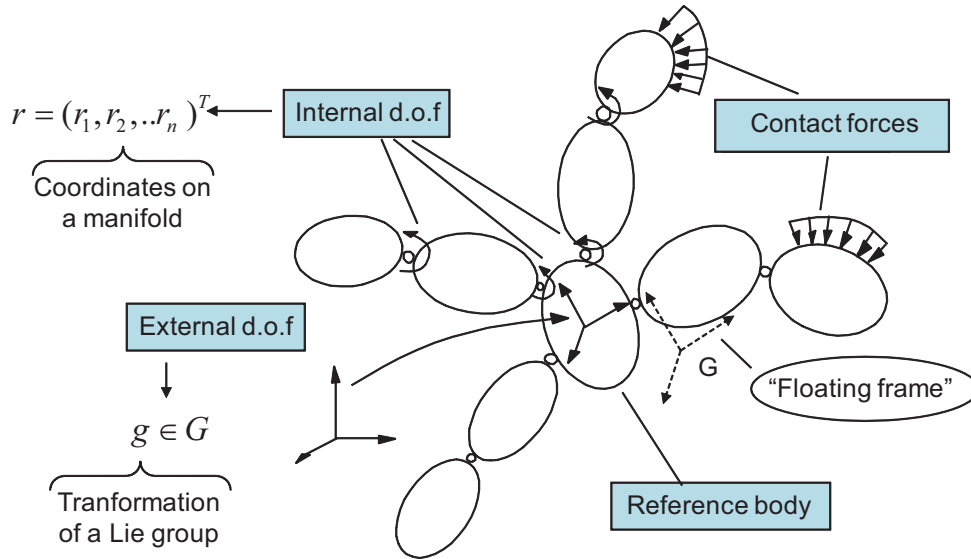 r = (r₁, r₂, ..rₙ)ᵀ
Internal d.o.f
Coordinates on
a manifold
Contact forces
External d.o.f
g ∈ G
Tranformation
of a Lie group
G
“Floating frame”
Reference body